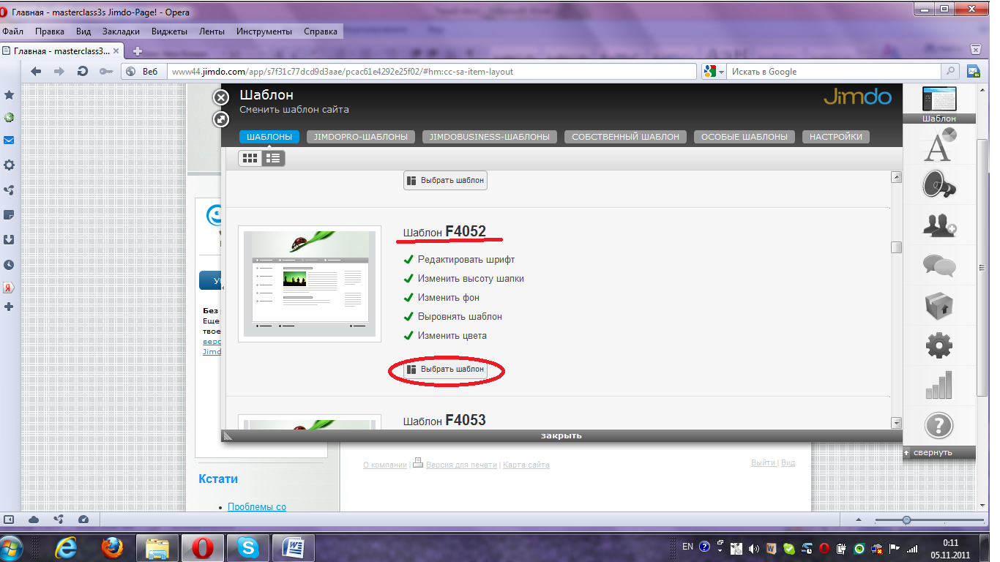 Главная - masterclass3s Jimdo-Page! - Opera
Файл Правка Вид Закладки Виджеты Ленты Инструменты Справка
Главная - masterclass3...
Веб www44.jimdo.com/app/s7f31c77dcd9d3aae/pcac61e4292e25f02/#hm:cc-sa-item-layout Искать в Google
Шаблон
Сменить шаблон сайта
Jimdo
Шаблон
ШАБЛОНЫ JIMDOPRO-ШАБЛОНЫ JIMDOBUSINESS-ШАБЛОНЫ СОБСТВЕННЫЙ ШАБЛОН ОСОБЫЕ ШАБЛОНЫ НАСТРОЙКИ
Выбрать шаблон
Шаблон F4052
Редактировать шрифт
Изменить высоту шапки
Изменить фон
Выровнять шаблон
Изменить цвета
Выбрать шаблон
Шаблон F4053
закрыть
свернуть
Без
Еще
твое
верс
Jimdo
О компании | Версия для печати | Карта сайта
Выйти | Вид
Кстати
Проблемы со
EN
0:11
05.11.2011